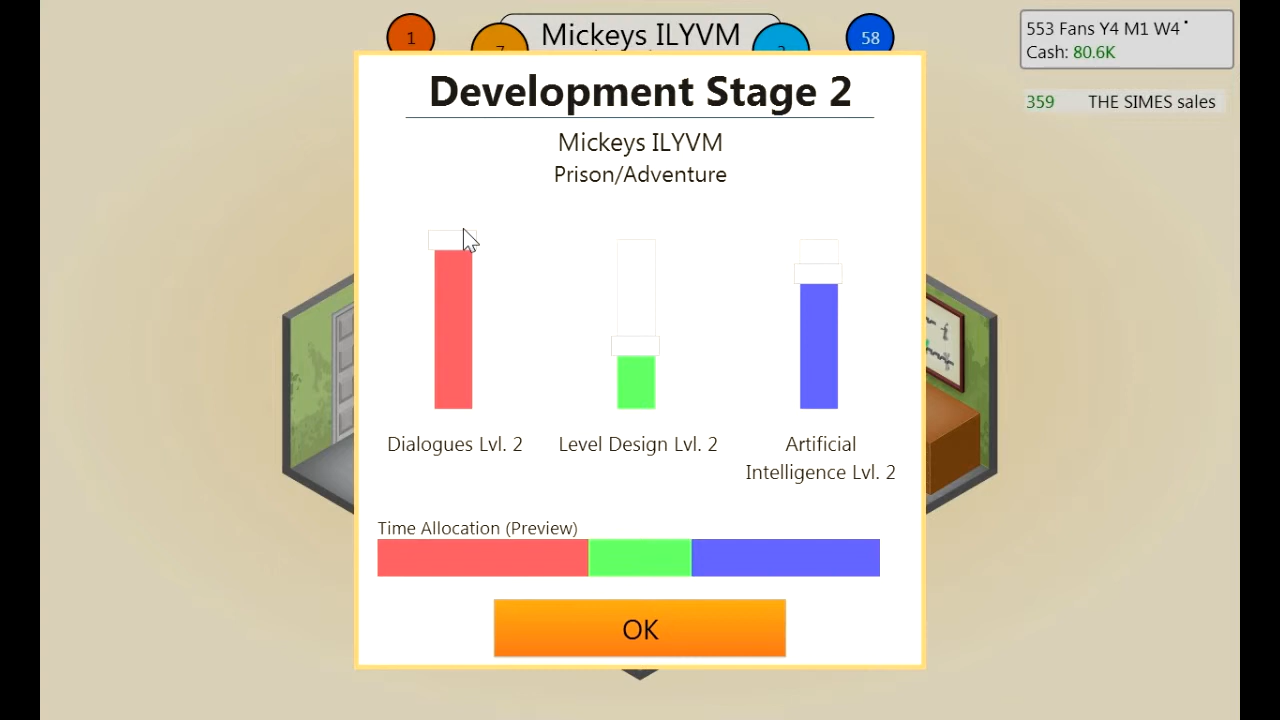 1
7
Mickeys ILYVM
58
553 Fans Y4 M1 W4
Cash: 80.6K
359 THE SIMES sales
Development Stage 2
Mickeys ILYVM
Prison/Adventure
Dialogues Lvl. 2
Level Design Lvl. 2
Artificial
Intelligence Lvl. 2
Time Allocation (Preview)
OK